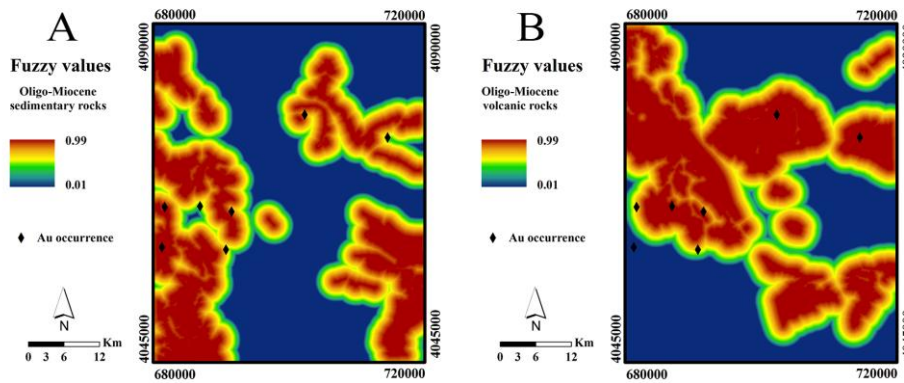 A
680000
720000
4090000
4090000
Fuzzy values
Oligo-Miocene
sedimentary rocks
0.99
0.01
Au occurrence
N
Km
0 3 6 12
4045000
4045000
680000
720000
B
680000
720000
4090000
Fuzzy values
Oligo-Miocene
volcanic rocks
0.99
0.01
Au occurrence
N
Km
0 3 6 12
4045000
680000
720000